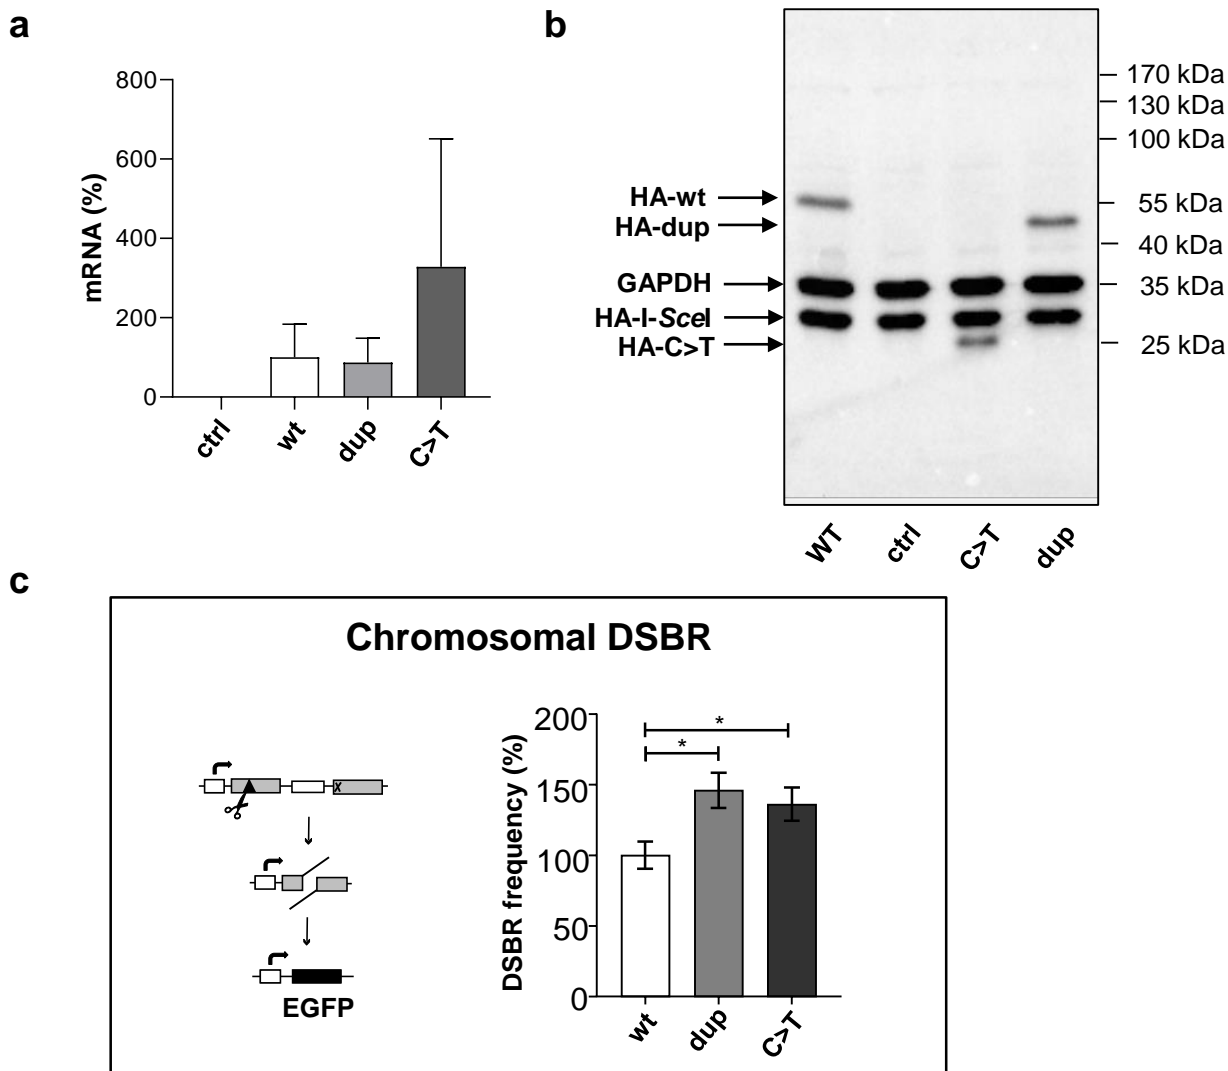 a
800
600
400
200
0
mRNA (%)
ctrl
wt
dup
C>T
b
170 kDa
130 kDa
100 kDa
55 kDa
40 kDa
35 kDa
25 kDa
HA-wt
HA-dup
GAPDH
HA-I-SceI
HA-C>T
WT
ctrl
C>T
dup
c
Chromosomal DSBR
x
EGFP
200
150
100
50
0
DSBR frequency (%)
*
*
wt
dup
C>T